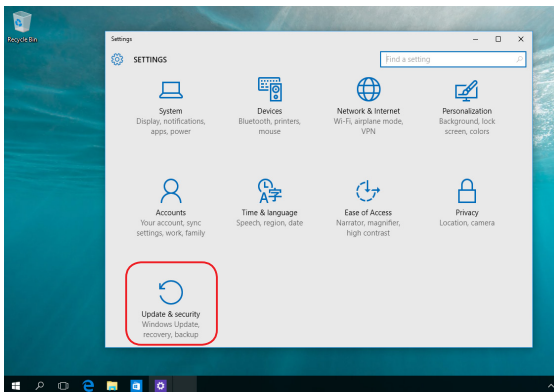 Recycle Bin
Settings
SETTINGS
Find a setting
System
Display, notifications,
apps, power
Devices
Bluetooth, printers,
mouse
Network & Internet
Wi-Fi, airplane mode,
VPN
Personalization
Background, lock
screen, colors
Accounts
Your account, sync
settings, work, family
Time & language
Speech, region, date
Ease of Access
Narrator, magnifier,
high contrast
Privacy
Location, camera
Update & security
Windows Update,
recovery, backup